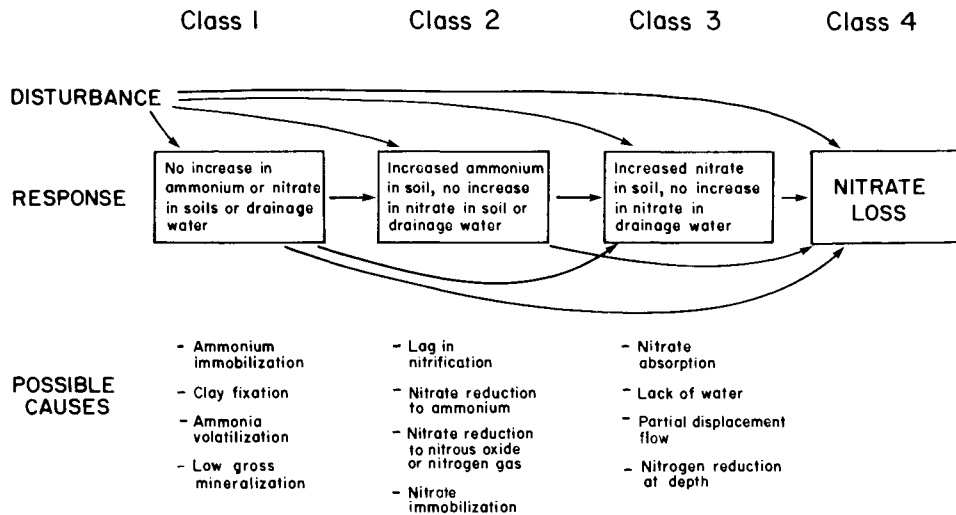 Class 1
Class 2
Class 3
Class 4
DISTURBANCE
RESPONSE
No increase in
ammonium or nitrate
in soils or drainage
water
Increased ammonium
in soil, no increase
in nitrate in soil or
drainage water
Increased nitrate
in soil, no increase
in nitrate in
drainage water
NITRATE
LOSS
POSSIBLE
CAUSES
- Ammonium
immobilization
- Clay fixation
- Ammonia
volatilization
- Low gross
mineralization
- Lag in
nitrification
- Nitrate reduction
to ammonium
- Nitrate reduction
to nitrous oxide
or nitrogen gas
- Nitrate
immobilization
- Nitrate
absorption
- Lack of water
- Partial displacement
flow
- Nitrogen reduction
at depth